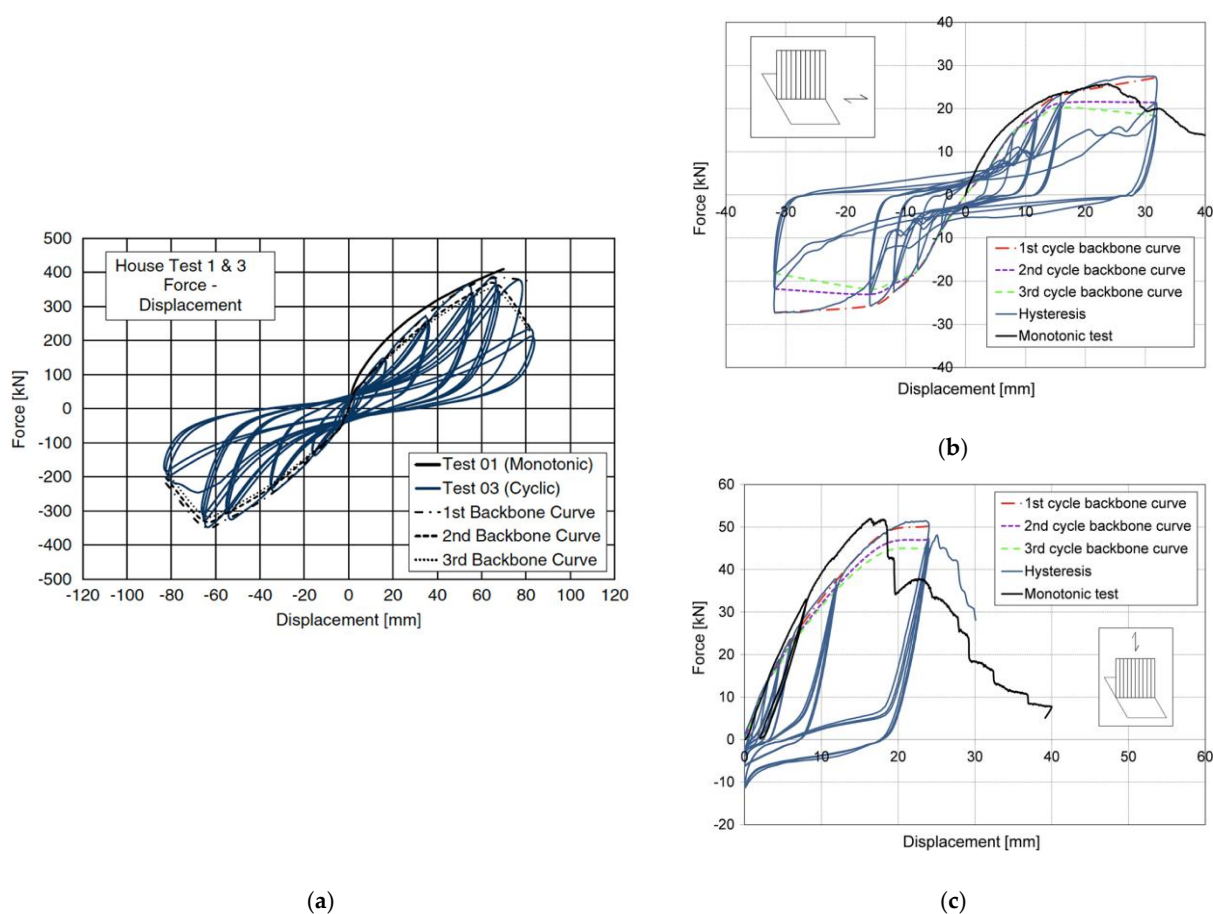 500
400
300
200
100
0
-100
-200
-300
-400
-500
-120 -100 -80 -60 -40 -20 0 20 40 60 80 100 120
Force [kN]
Displacement [mm]
House Test 1 & 3
Force -
Displacement
Test 01 (Monotonic)
Test 03 (Cyclic)
1st Backbone Curve
2nd Backbone Curve
3rd Backbone Curve
(a)
40
30
20
10
0
-10
-20
-30
-40
-40 -30 -20 -10 0 10 20 30 40
Force [kN]
Displacement [mm]
1st cycle backbone curve
2nd cycle backbone curve
3rd cycle backbone curve
Hysteresis
Monotonic test
(b)
60
50
40
30
20
10
0
-10
-20
0 10 20 30 40 50 60
Force [kN]
Displacement [mm]
1st cycle backbone curve
2nd cycle backbone curve
3rd cycle backbone curve
Hysteresis
Monotonic test
(c)